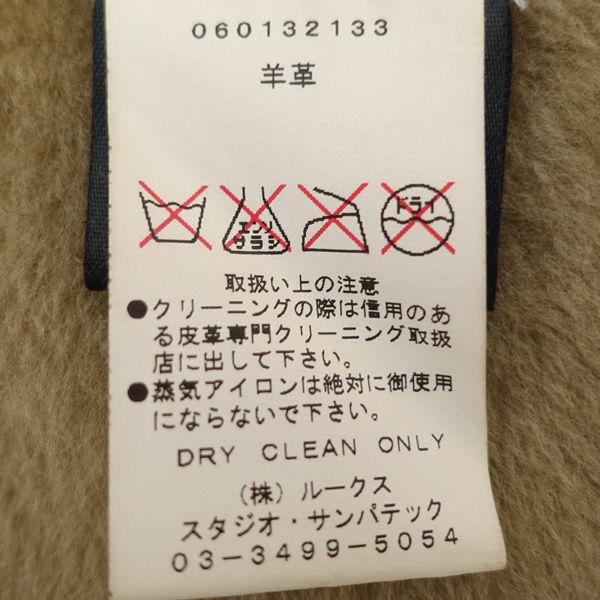 060132133
羊革
エンソ
サラシ
ドライ
取扱い上の注意
●クリーニングの際は信用のあ
る皮革専門クリーニング取扱
店に出して下さい。
●蒸気アイロンは絶対に御使用
にならないで下さい。
DRY CLEAN ONLY
(株)ルークス
スタジオ・サンパテック
03-3499-5054